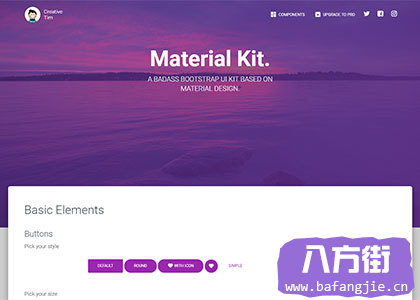 Creative
Tim
COMPONENTS
UPGRADE TO PRO
Material Kit.
A BADASS BOOTSTRAP UI KIT BASED ON
MATERIAL DESIGN.
Basic Elements
Buttons
Pick your style
DEFAULT
ROUND
WITH ICON
SIMPLE
Pick your size
八方街
www.bafangjie.cn